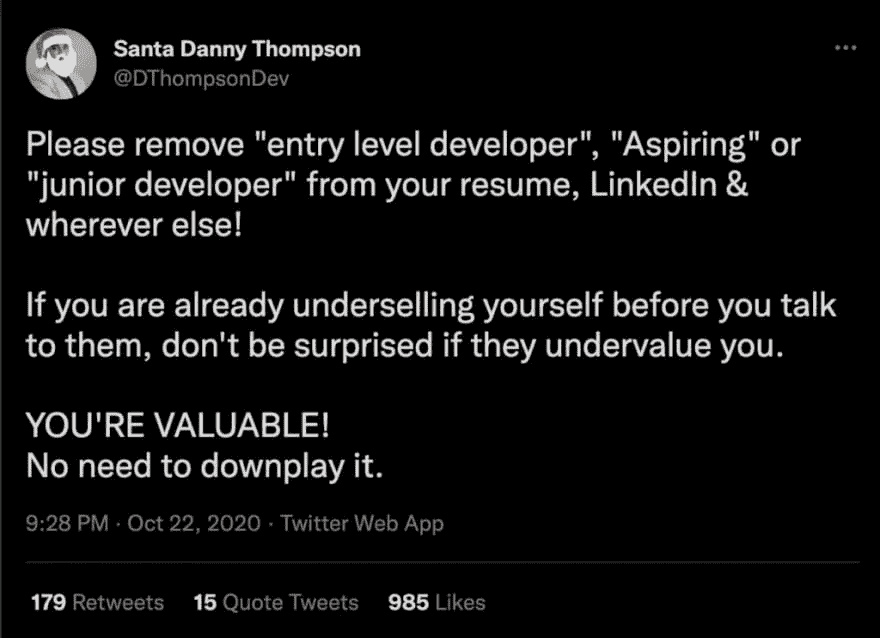 Santa Danny Thompson
@DThompsonDev
Please remove "entry level developer", "Aspiring" or
"junior developer" from your resume, LinkedIn &
wherever else!
If you are already underselling yourself before you talk
to them, don't be surprised if they undervalue you.
YOU'RE VALUABLE!
No need to downplay it.
9:28 PM · Oct 22, 2020 · Twitter Web App
179 Retweets 15 Quote Tweets 985 Likes